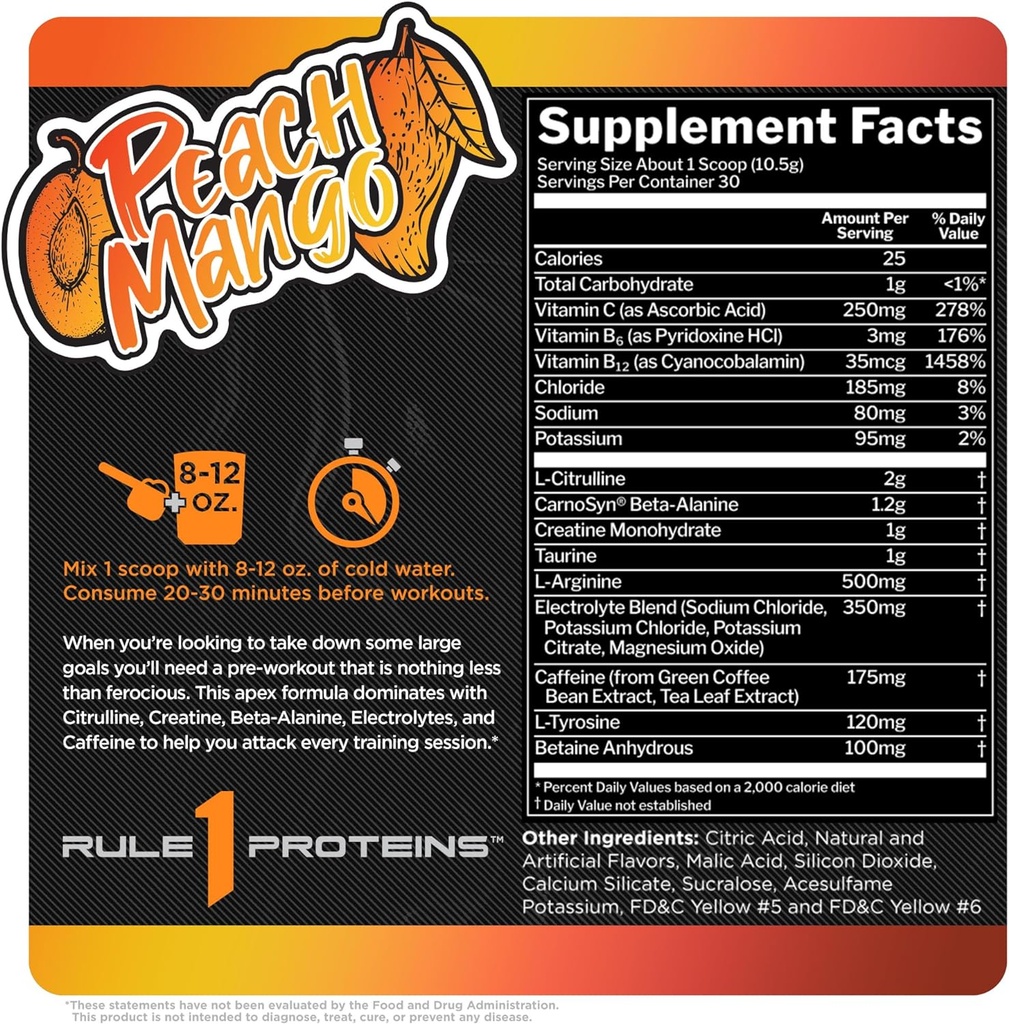 Peach
Mango
8-12
OZ.
Mix 1 scoop with 8-12 oz. of cold water.
Consume 20-30 minutes before workouts.
When you’re looking to take down some large
goals you’ll need a pre-workout that is nothing less
than ferocious. This apex formula dominates with
Citrulline, Creatine, Beta-Alanine, Electrolytes, and
Caffeine to help you attack every training session.*
RULE 1 PROTEINS™
Supplement Facts
Serving Size About 1 Scoop (10.5g)
Servings Per Container 30
Amount Per Serving % Daily Value
Calories 25
Total Carbohydrate 1g <1%*
Vitamin C (as Ascorbic Acid) 250mg 278%
Vitamin B₆ (as Pyridoxine HCl) 3mg 176%
Vitamin B₁₂ (as Cyanocobalamin) 35mcg 1458%
Chloride 185mg 8%
Sodium 80mg 3%
Potassium 95mg 2%
L-Citrulline 2g †
CarnoSyn® Beta-Alanine 1.2g †
Creatine Monohydrate 1g †
Taurine 1g †
L-Arginine 500mg †
Electrolyte Blend (Sodium Chloride, 350mg †
Potassium Chloride, Potassium
Citrate, Magnesium Oxide)
Caffeine (from Green Coffee 175mg †
Bean Extract, Tea Leaf Extract)
L-Tyrosine 120mg †
Betaine Anhydrous 100mg †
* Percent Daily Values based on a 2,000 calorie diet
† Daily Value not established
Other Ingredients: Citric Acid, Natural and
Artificial Flavors, Malic Acid, Silicon Dioxide,
Calcium Silicate, Sucralose, Acesulfame
Potassium, FD&C Yellow #5 and FD&C Yellow #6
*These statements have not been evaluated by the Food and Drug Administration.
This product is not intended to diagnose, treat, cure, or prevent any disease.